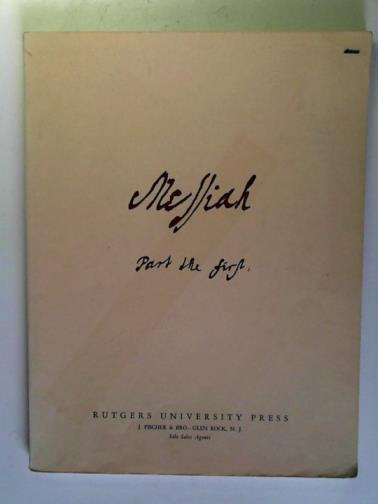 Messiah
Part the first.
RUTGERS UNIVERSITY PRESS
J. FISCHER & BRO.–GLEN ROCK, N. J.
Sole Sales Agents